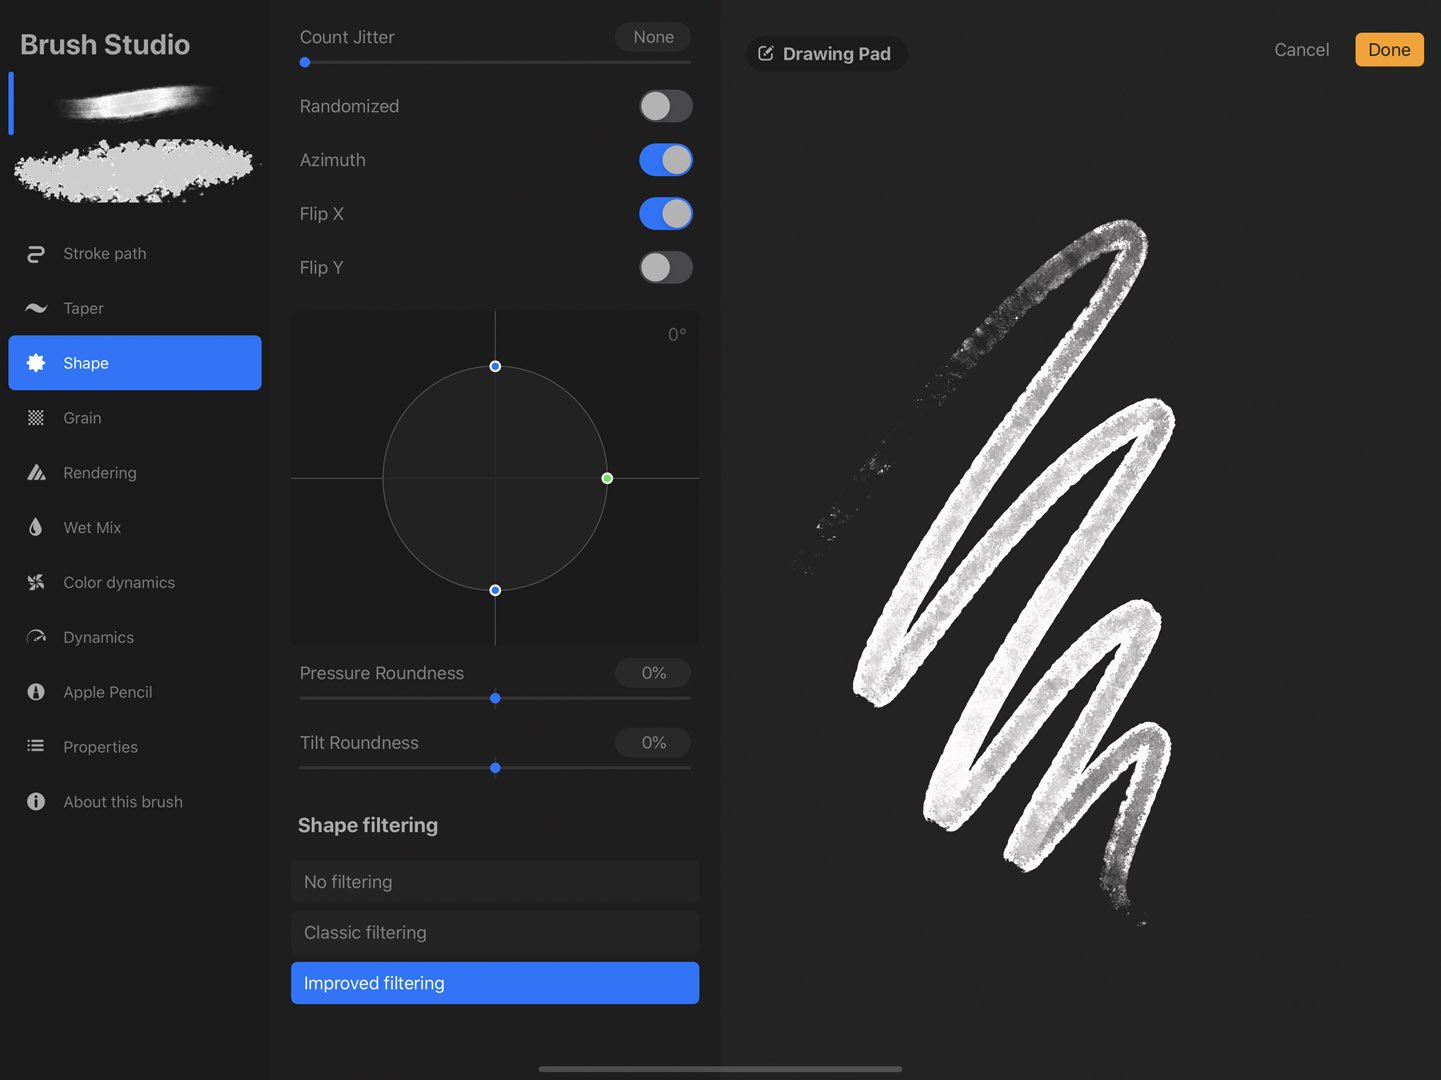 Brush Studio
Stroke path
Taper
Shape
Grain
Rendering
Wet Mix
Color dynamics
Dynamics
Apple Pencil
Properties
About this brush
Count Jitter None
Randomized
Azimuth
Flip X
Flip Y
0°
Pressure Roundness 0%
Tilt Roundness 0%
Shape filtering
No filtering
Classic filtering
Improved filtering
Drawing Pad
Cancel Done